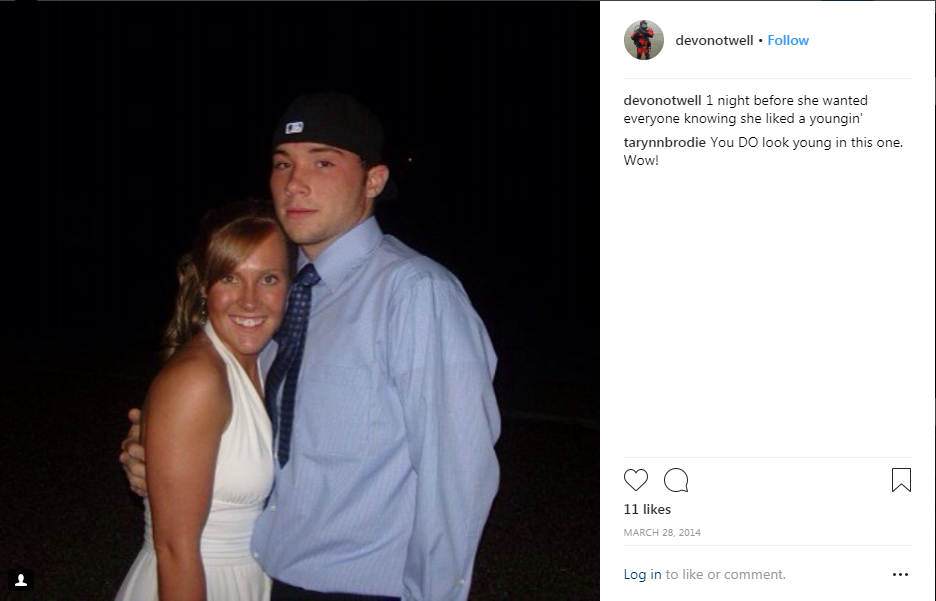 devonotwell • Follow
devonotwell 1 night before she wanted
everyone knowing she liked a youngin'
tarynnbrodie You DO look young in this one.
Wow!
11 likes
MARCH 28, 2014
Log in to like or comment.